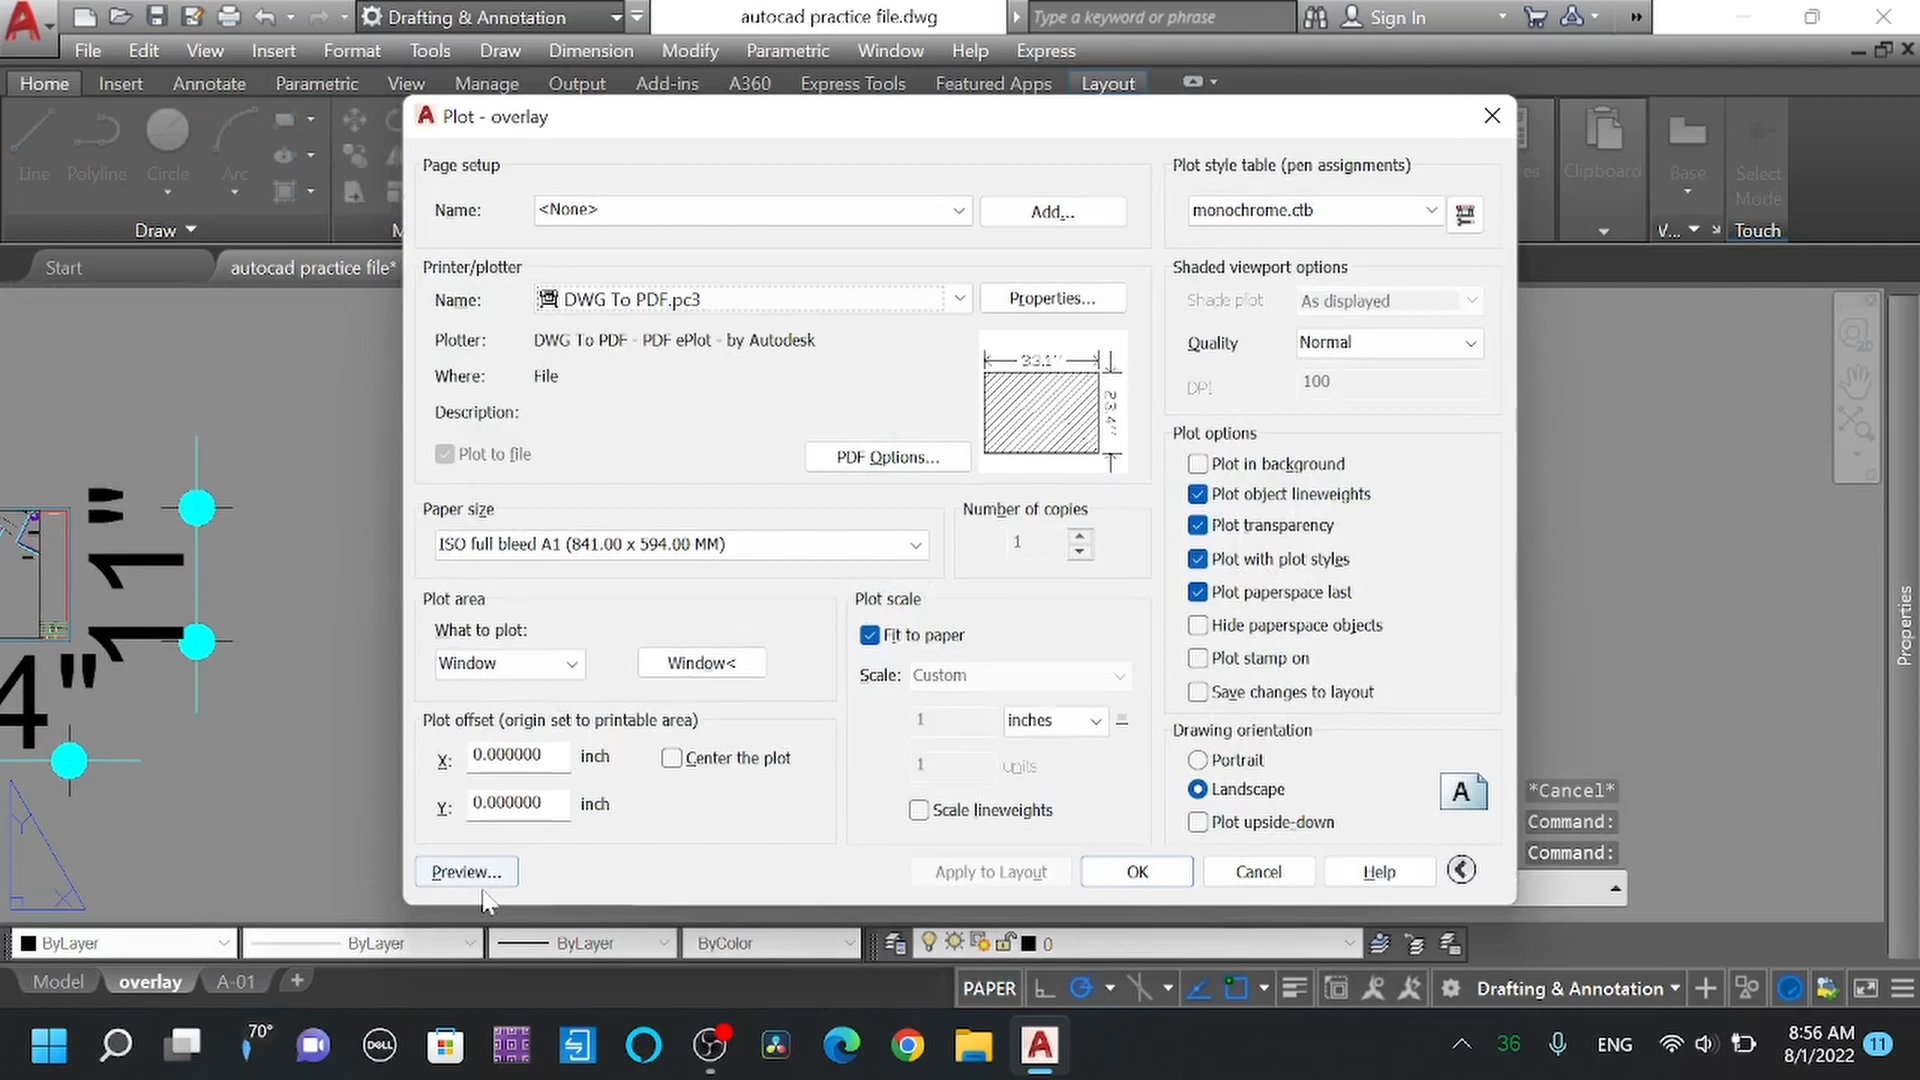 Drafting & Annotation
autocad practice file.dwg
Type a keyword or phrase
Sign In
File Edit View Insert Format Tools Draw Dimension Modify Parametric Window Help Express
Home Insert Annotate Parametric View Manage Output Add-ins A360 Express Tools Featured Apps Layout
Line Polyline Circle Arc
Clipboard Base Select Mode
Draw
V... Touch
Start
autocad practice file*
Plot - overlay
Page setup
Name: <None> Add...
Printer/plotter
Name: DWG To PDF.pc3 Properties...
Plotter: DWG To PDF - PDF ePlot - by Autodesk
Where: File
Description:
Plot to file
PDF Options...
Paper size
ISO full bleed A1 (841.00 x 594.00 MM)
Number of copies
1
Plot area
What to plot:
Window Window<
Plot scale
Fit to paper
Scale: Custom
1 inches =
1 units
Scale lineweights
Plot offset (origin set to printable area)
X: 0.000000 inch Center the plot
Y: 0.000000 inch
Preview...
Apply to Layout OK Cancel Help
Plot style table (pen assignments)
monochrome.ctb
Shaded viewport options
Shade plot As displayed
Quality Normal
DPI 100
Plot options
Plot in background
Plot object lineweights
Plot transparency
Plot with plot styles
Plot paperspace last
Hide paperspace objects
Plot stamp on
Save changes to layout
Drawing orientation
Portrait
Landscape
Plot upside-down
A
Properties
11"
4"
*Cancel*
Command:
Command:
ByLayer ByLayer ByLayer ByColor 0
Model overlay A-01 +
PAPER Drafting & Annotation
70°
DELL
36 ENG
8:56 AM
8/1/2022
11